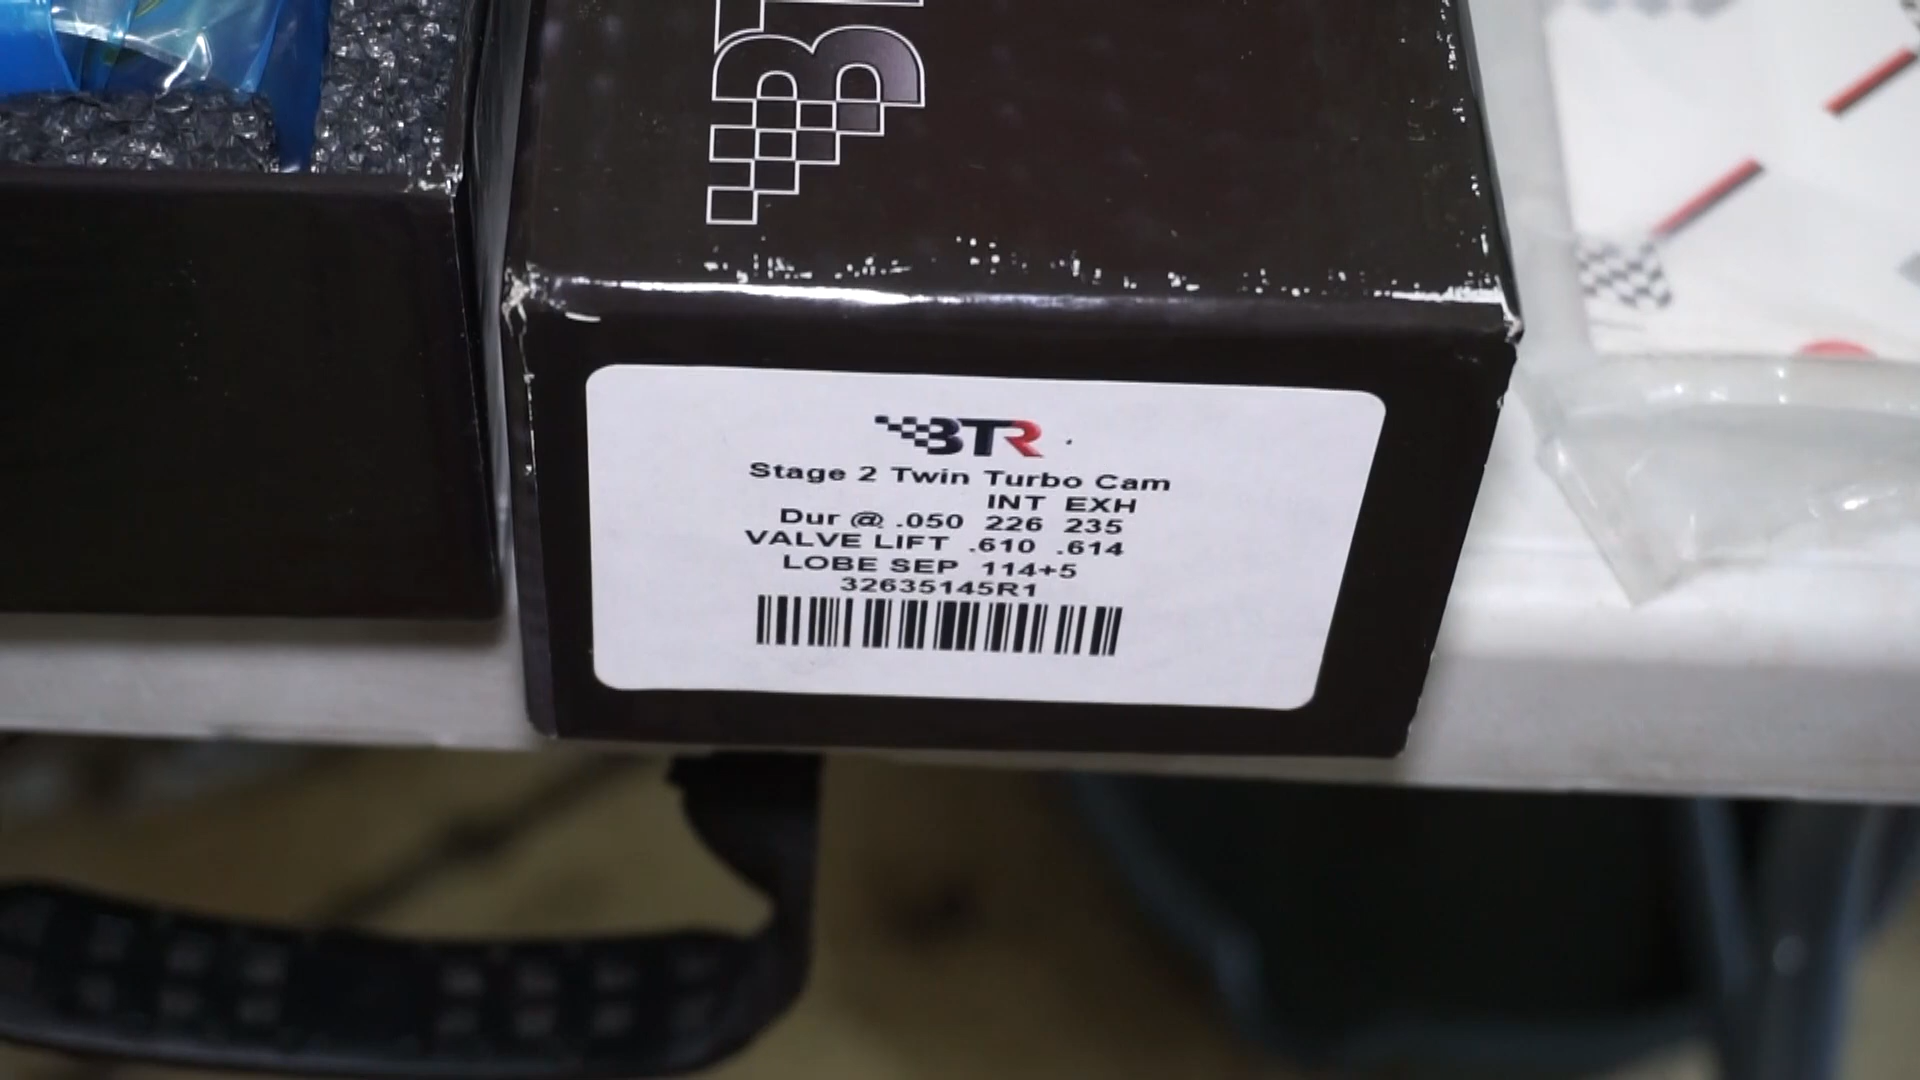 BT
BTR
Stage 2 Twin Turbo Cam
INT EXH
Dur @ .050 226 235
VALVE LIFT .610 .614
LOBE SEP 114+5
32635145R1